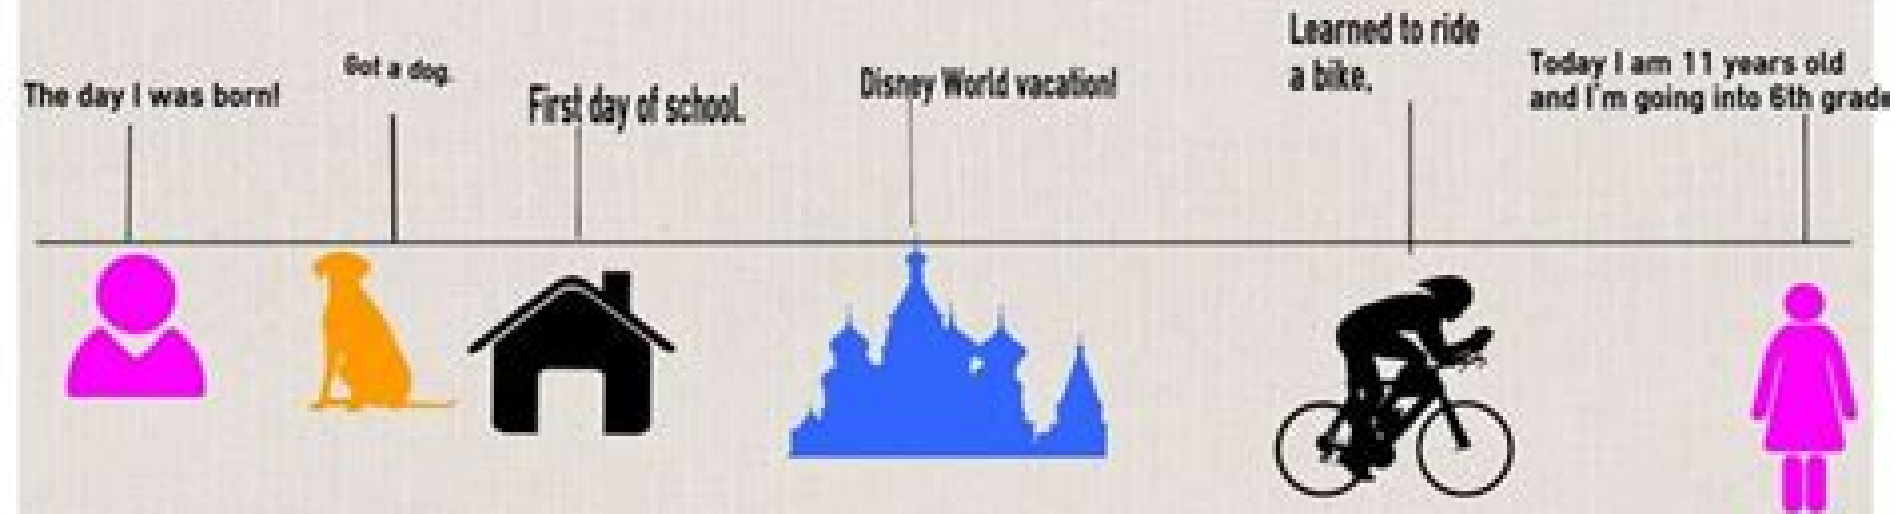 The day I was born!
Got a dog.
First day of school.
Disney World vacation!
Learned to ride
a bike.
Today I am 11 years old
and I'm going into 6th grade